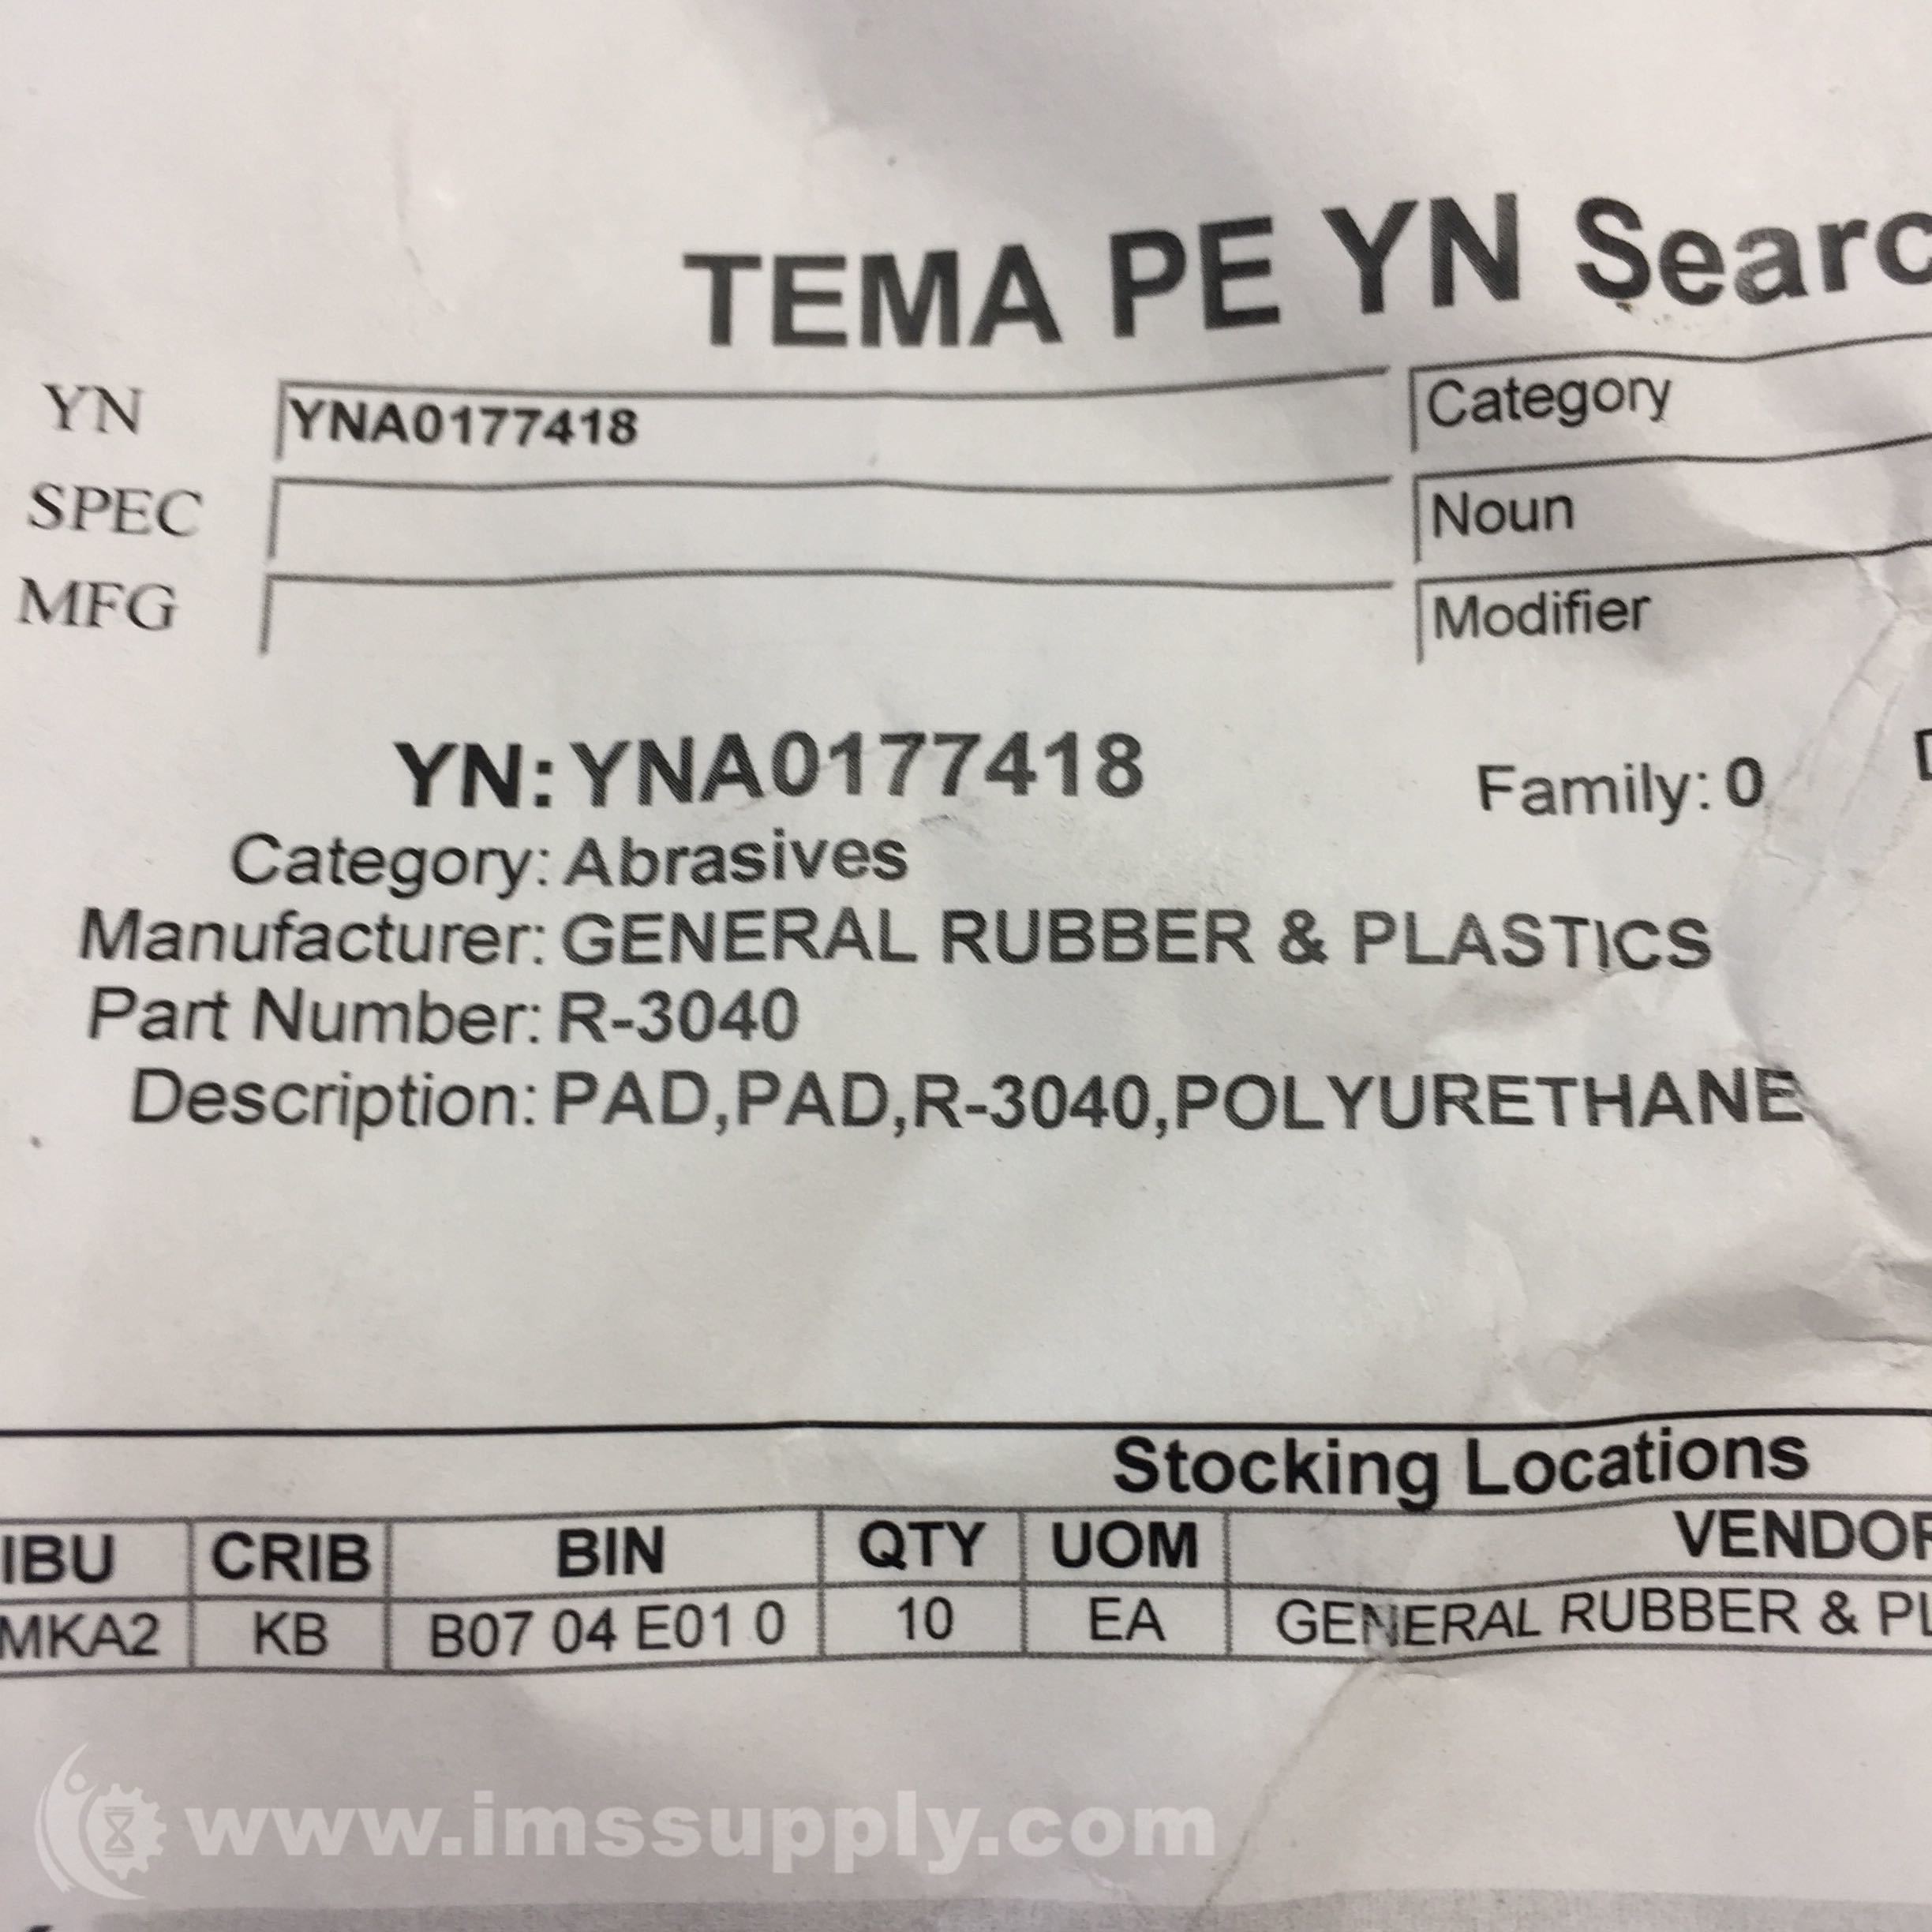 TEMA PE YN Searc
YN YNA0177418 Category
SPEC Noun
MFG Modifier
YN: YNA0177418 Family: 0
Category: Abrasives
Manufacturer: GENERAL RUBBER & PLASTICS
Part Number: R-3040
Description: PAD,PAD,R-3040,POLYURETHANE
Stocking Locations
IBU CRIB BIN QTY UOM VENDOR
MKA2 KB B07 04 E01 0 10 EA GENERAL RUBBER & PL
www.imssupply.com